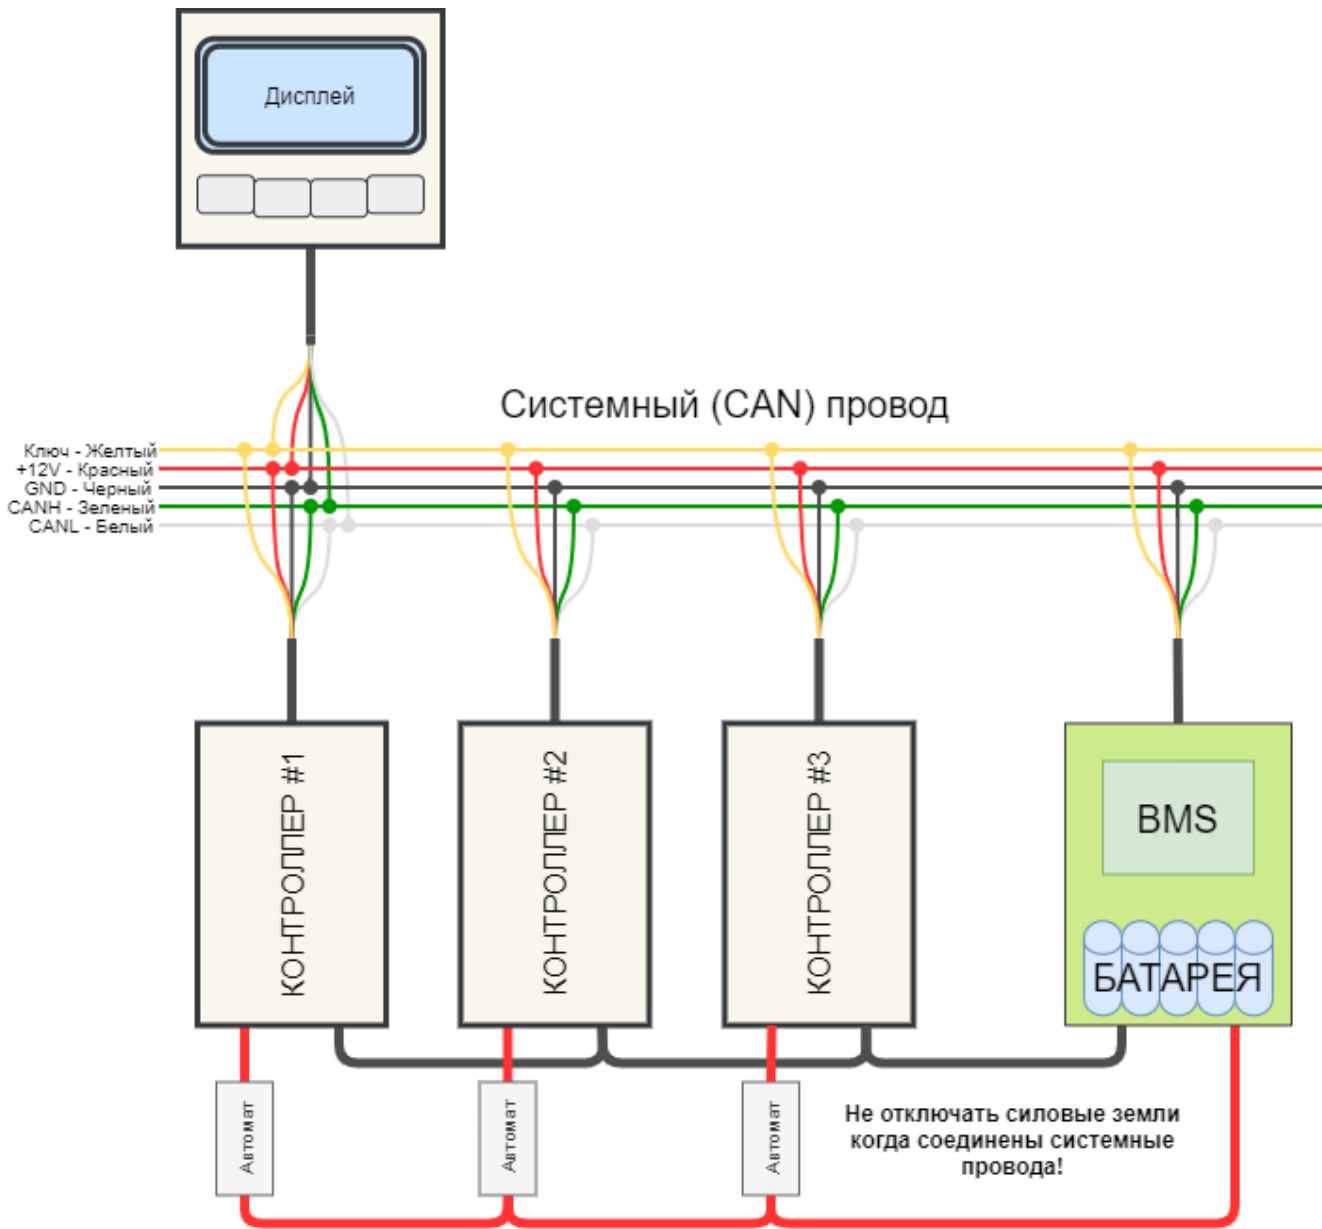 Дисплей
Системный (CAN) провод
Ключ - Желтый
+12V - Красный
GND - Черный
CANH - Зеленый
CANL - Белый
КОНТРОЛЛЕР #1
КОНТРОЛЛЕР #2
КОНТРОЛЛЕР #3
BMS
БАТАРЕЯ
Автомат
Автомат
Автомат
Не отключать силовые земли
когда соединены системные
провода!